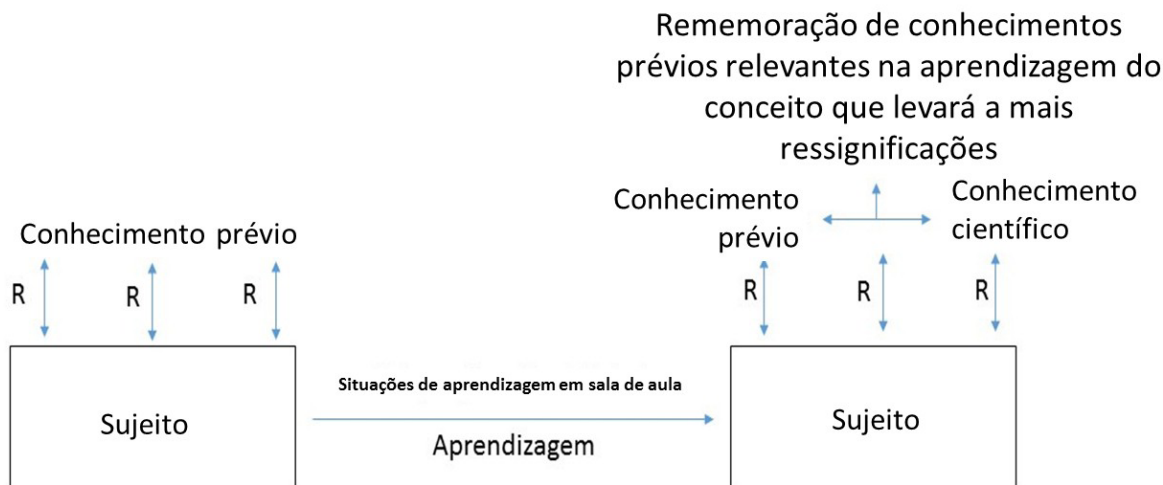 Rememoração de conhecimentos
prévios relevantes na aprendizagem do
conceito que levará a mais
ressignificações
Conhecimento prévio
R
R
R
Conhecimento
prévio
Conhecimento
científico
R
R
R
Sujeito
Situações de aprendizagem em sala de aula
Aprendizagem
Sujeito